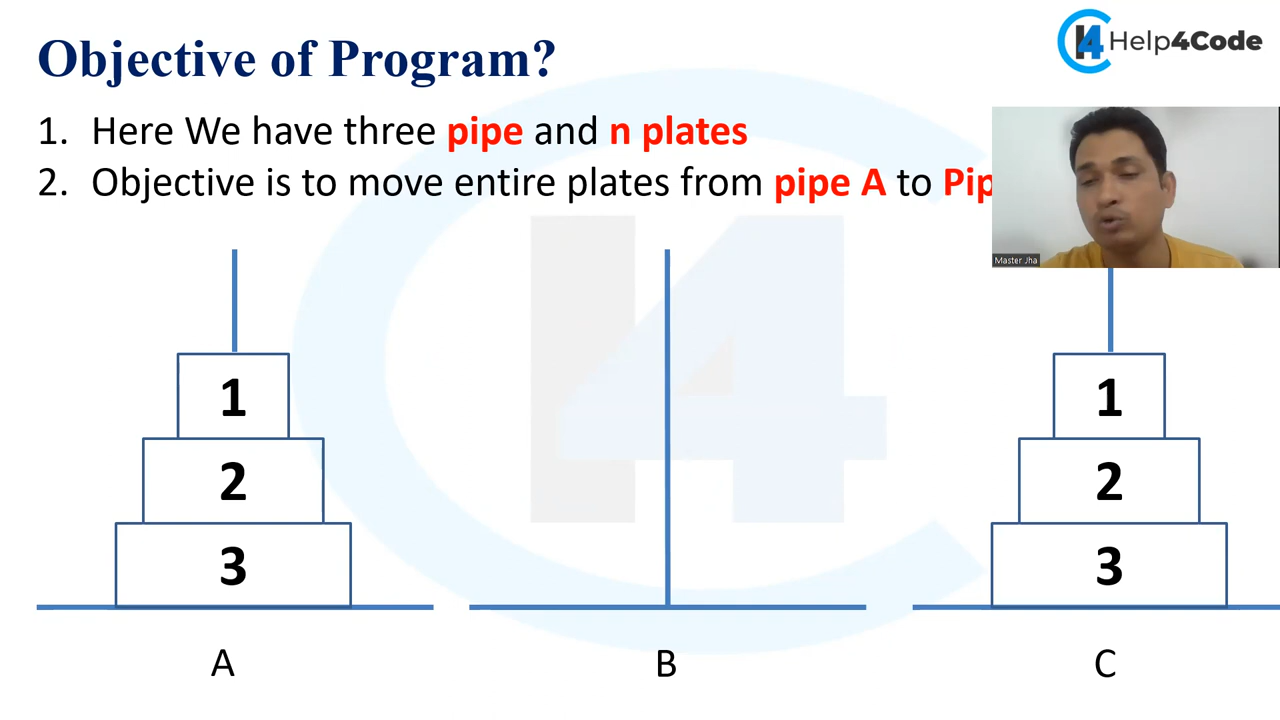 Objective of Program?
Help4Code
1. Here We have three pipe and n plates
2. Objective is to move entire plates from pipe A to Pip
Master Jha
1
1
2
2
3
3
A
B
C